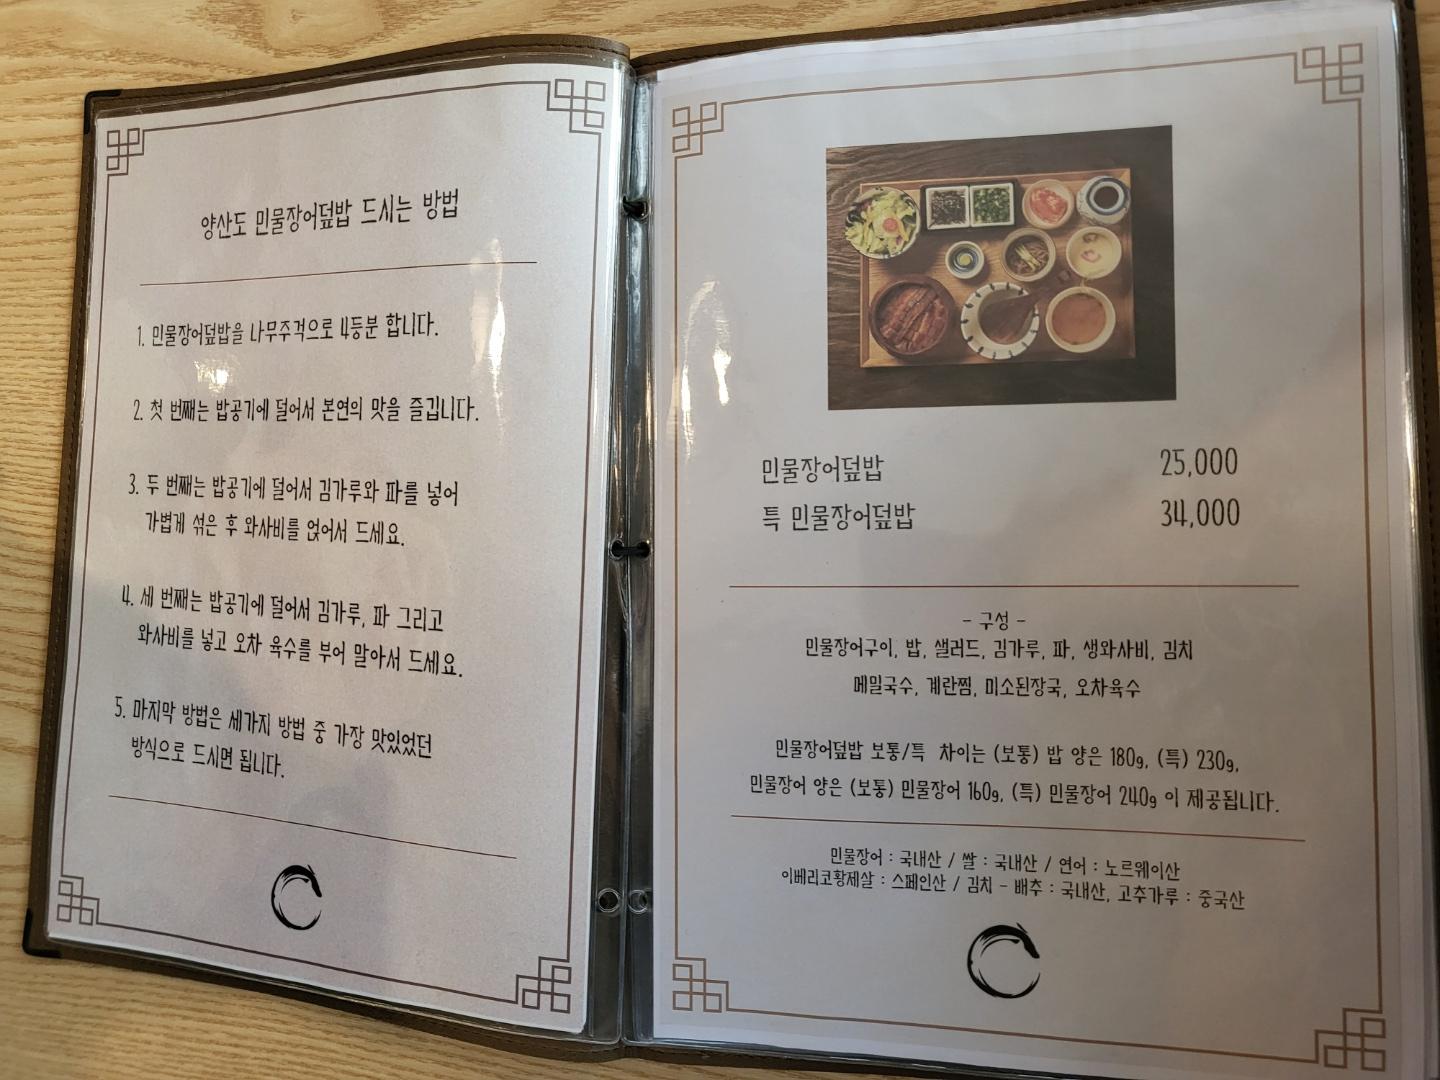 양산도 민물장어덮밥 드시는 방법
1. 민물장어덮밥을 나무주걱으로 4등분 합니다.
2. 첫 번째는 밥공기에 덜어서 본연의 맛을 즐깁니다.
3. 두 번째는 밥공기에 덜어서 김가루와 파를 넣어
가볍게 섞은 후 와사비를 얹어서 드세요.
4. 세 번째는 밥공기에 덜어서 김가루, 파 그리고
와사비를 넣고 오차 육수를 부어 말아서 드세요.
5. 마지막 방법은 세가지 방법 중 가장 맛있었던
방식으로 드시면 됩니다.
민물장어덮밥 25,000
특 민물장어덮밥 34,000
- 구성 -
민물장어구이, 밥, 샐러드, 김가루, 파, 생와사비, 김치
메밀국수, 계란찜, 미소된장국, 오차육수
민물장어덮밥 보통/특 차이는 (보통) 밥 양은 180g, (특) 230g,
민물장어 양은 (보통) 민물장어 160g, (특) 민물장어 240g 이 제공됩니다.
민물장어 : 국내산 / 쌀 : 국내산 / 연어 : 노르웨이산
이베리코황제살 : 스페인산 / 김치 - 배추 : 국내산, 고추가루 : 중국산